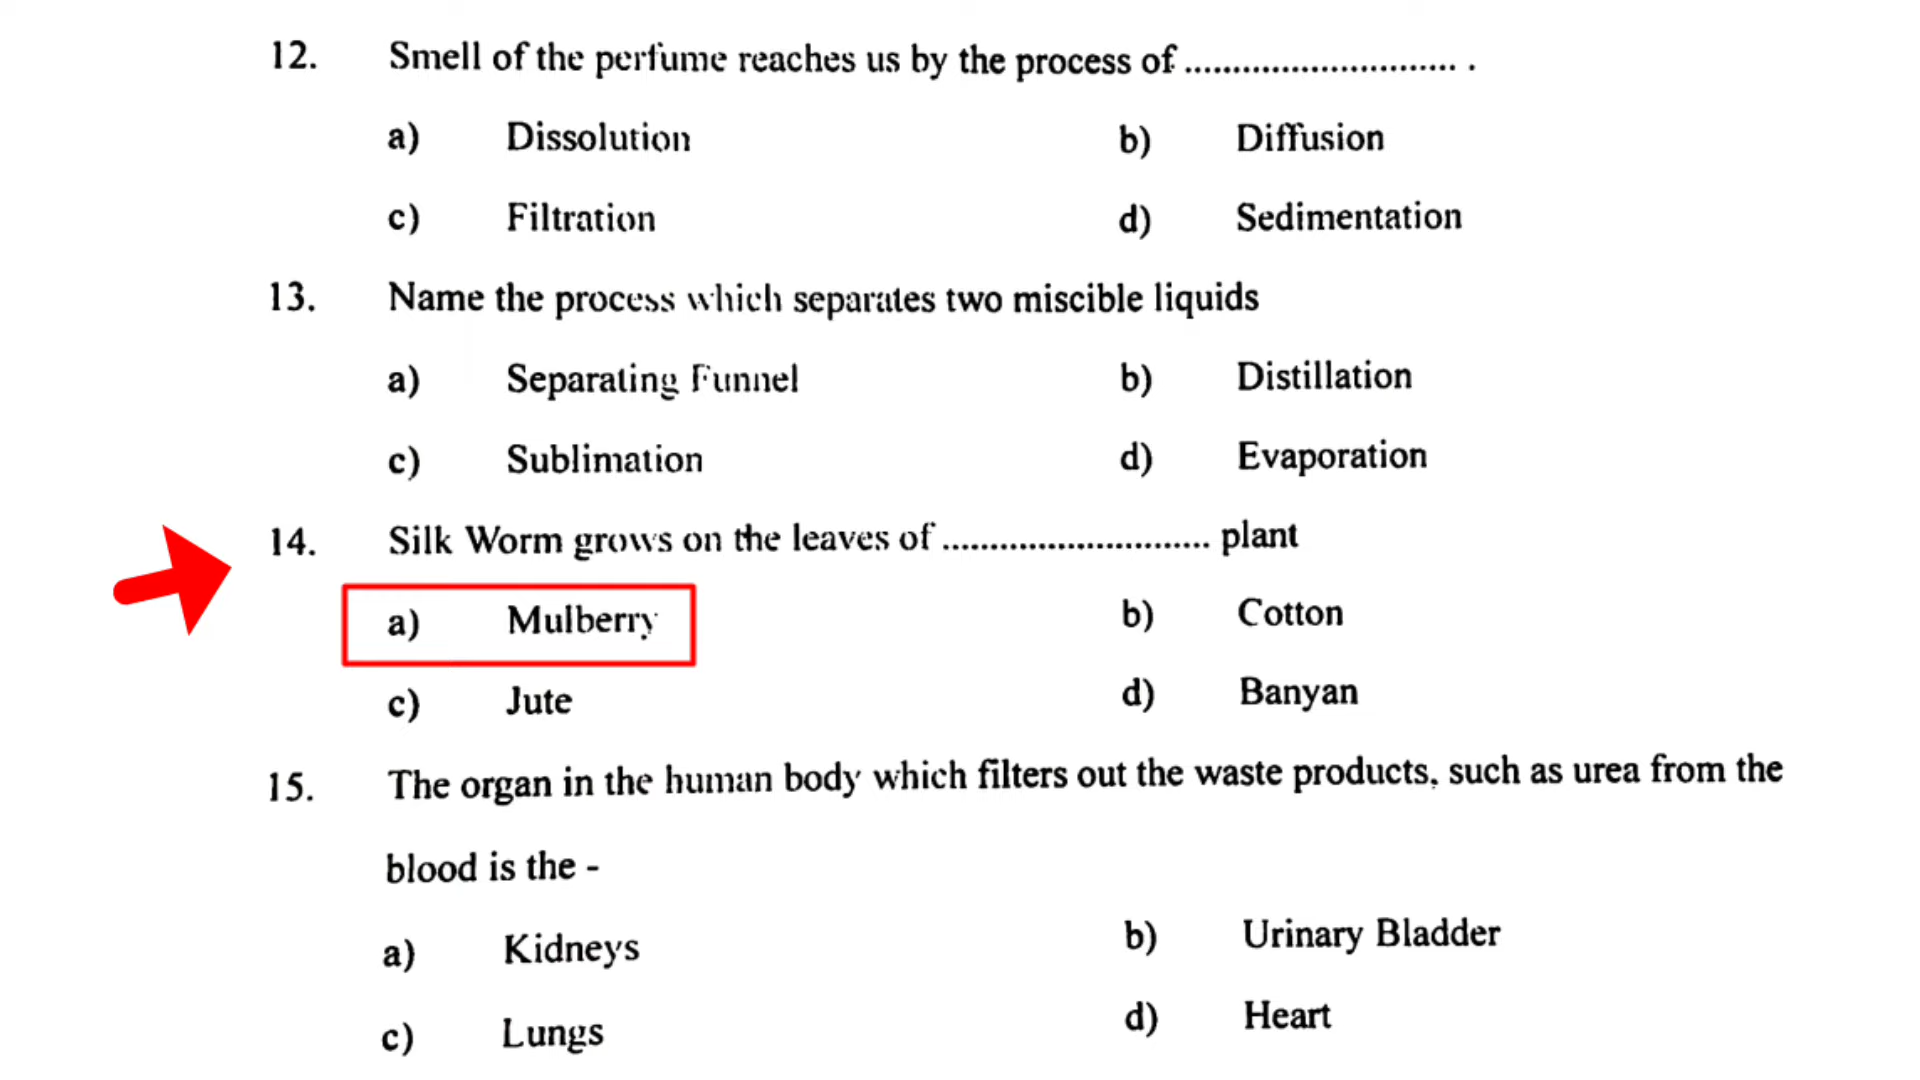 12. Smell of the perfume reaches us by the process of ............................ .
a) Dissolution b) Diffusion
c) Filtration d) Sedimentation
13. Name the process which separates two miscible liquids
a) Separating Funnel b) Distillation
c) Sublimation d) Evaporation
14. Silk Worm grows on the leaves of ............................ plant
a) Mulberry b) Cotton
c) Jute d) Banyan
15. The organ in the human body which filters out the waste products, such as urea from the
blood is the -
a) Kidneys b) Urinary Bladder
c) Lungs d) Heart